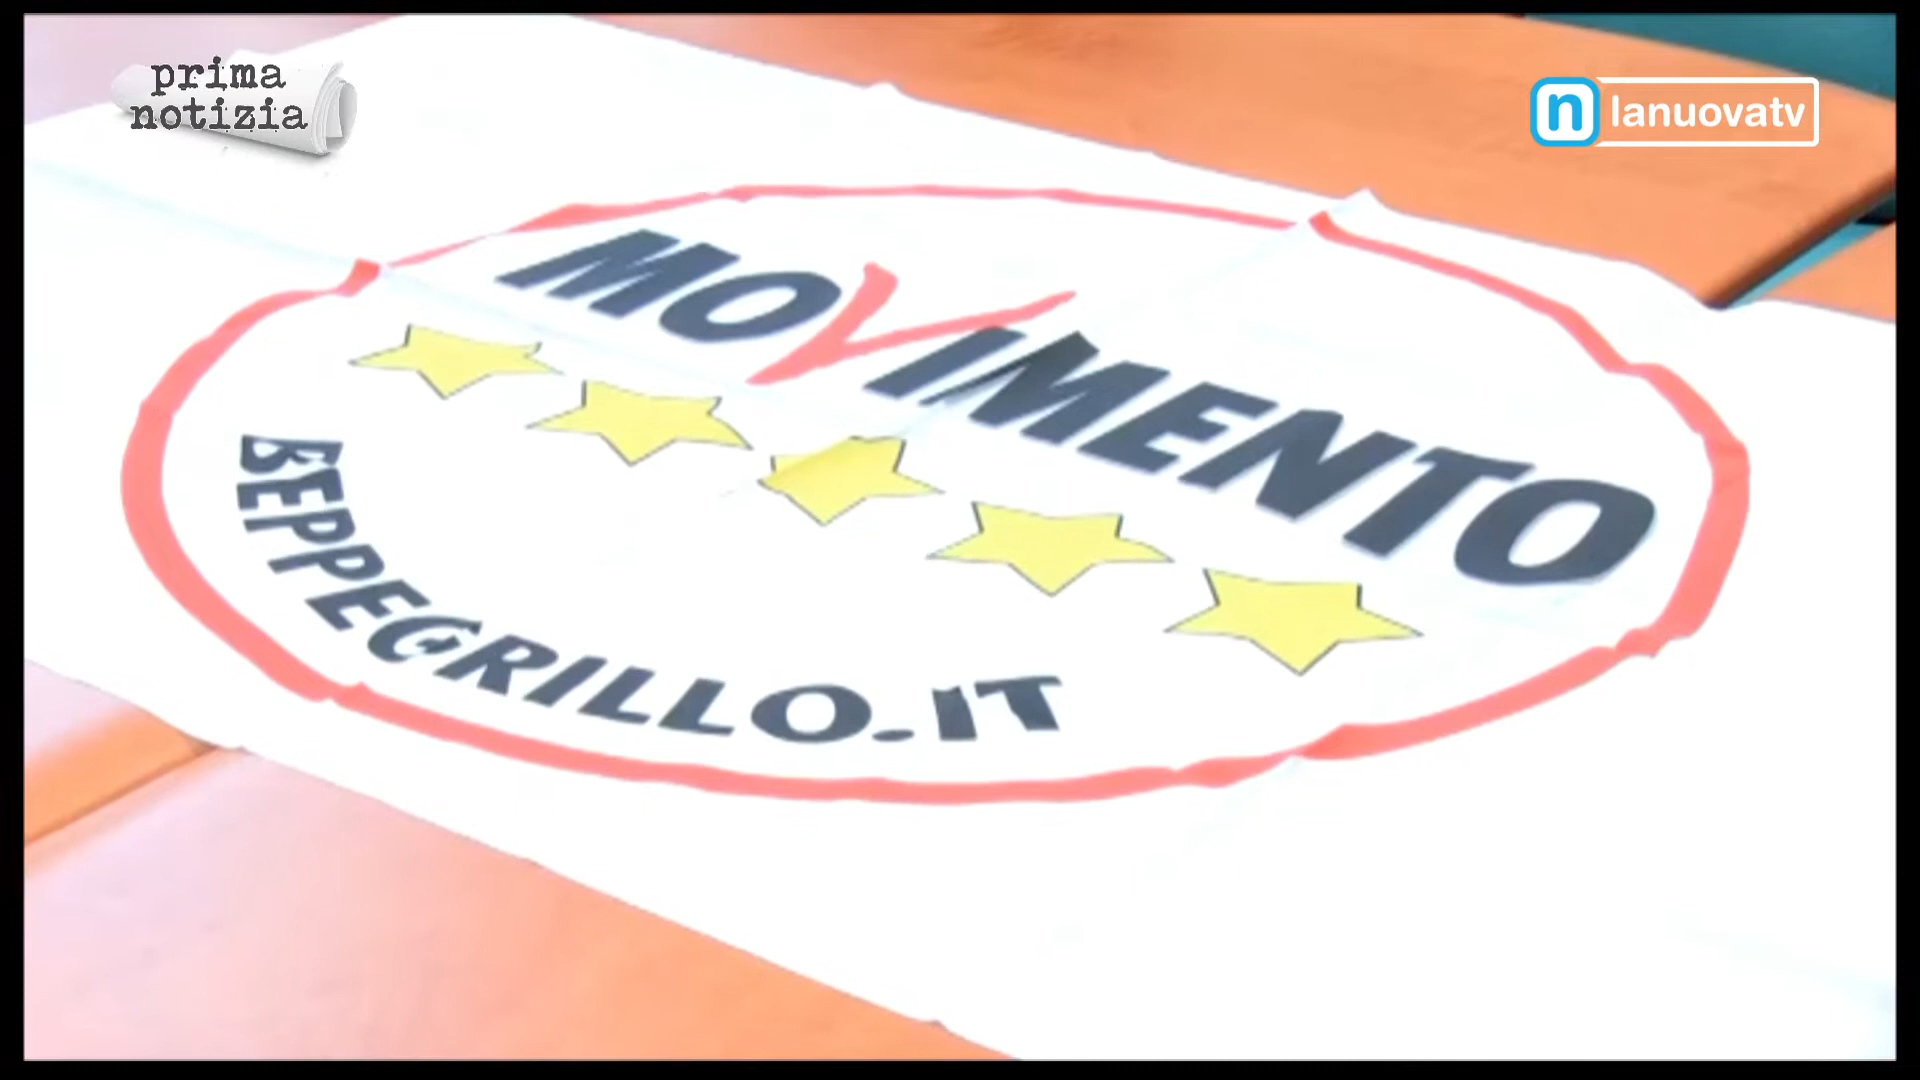 prima
notizia
n lanuovatv
MOVIMENTO
BEPPEGRILLO.IT